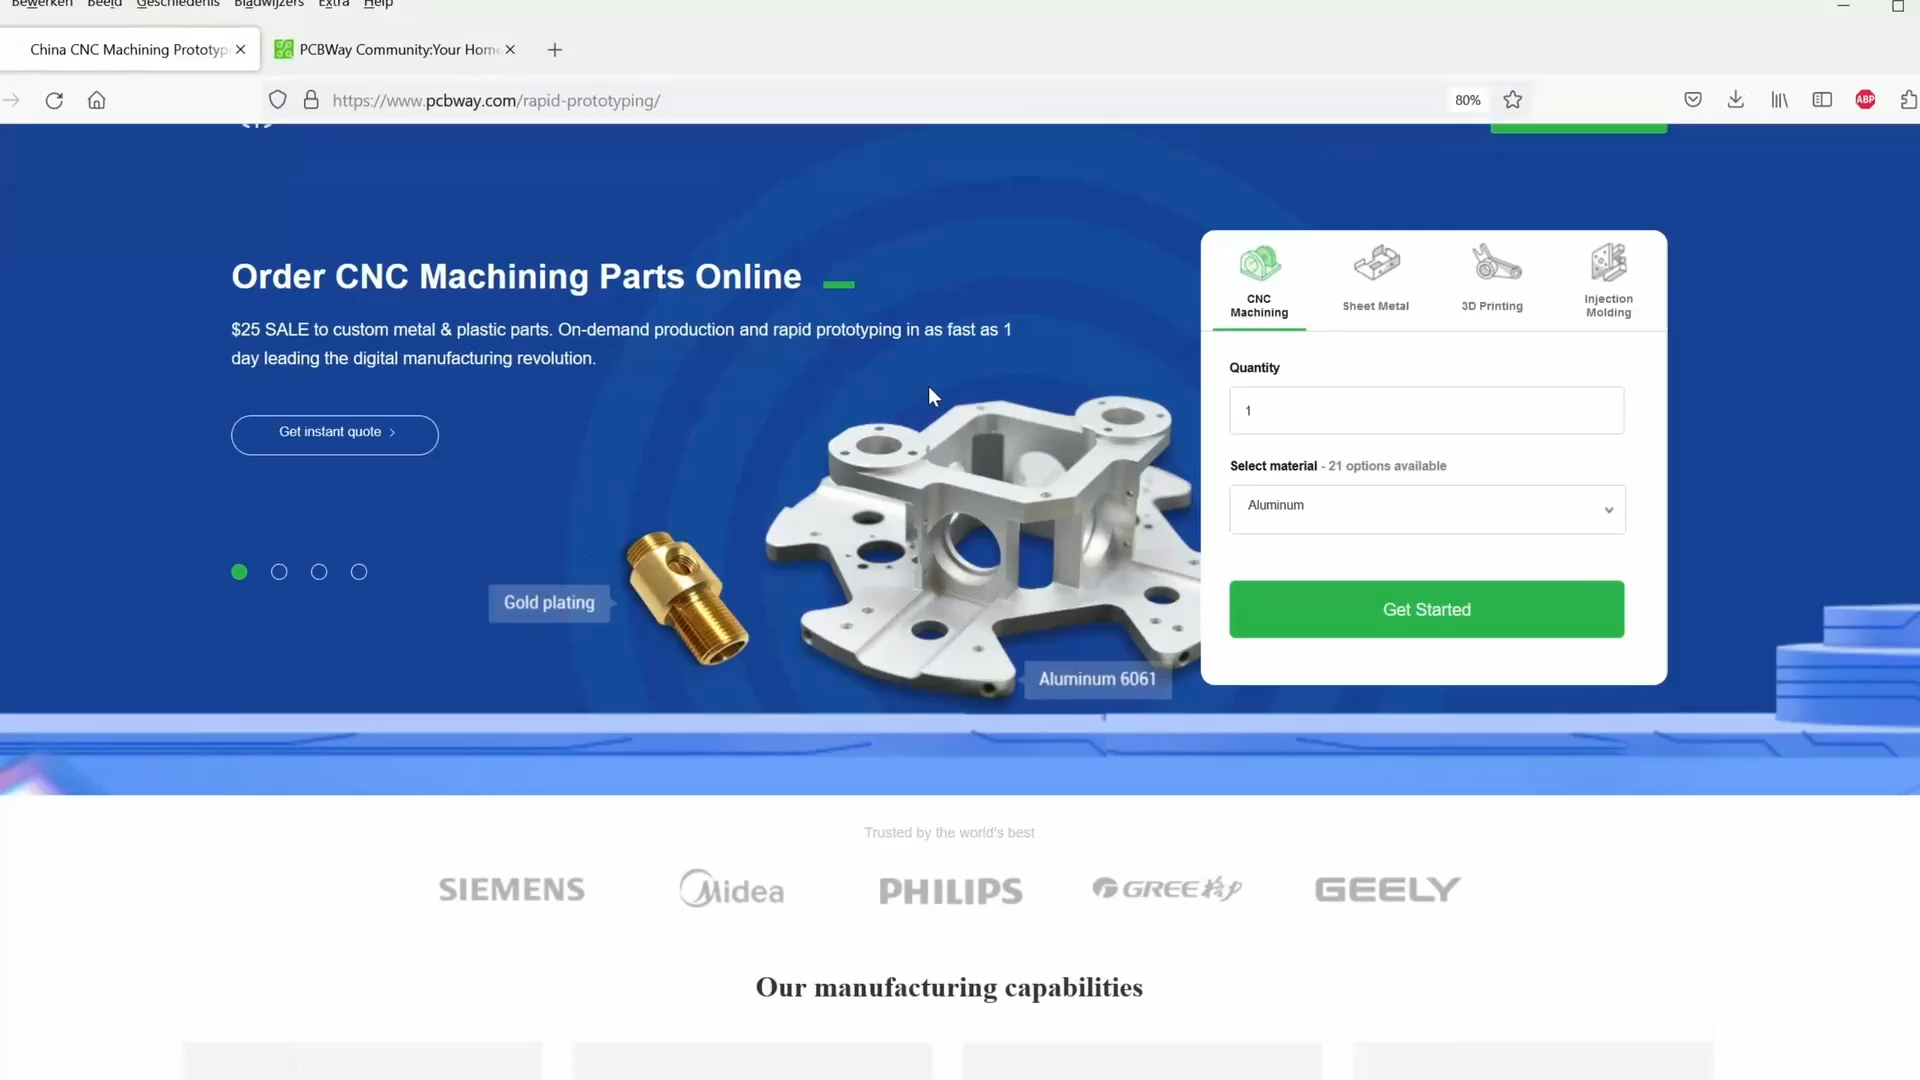 Bewerken Beeld Geschiedenis Bladwijzers Extra Help
China CNC Machining Prototyp
PCBWay Community:Your Home
https://www.pcbway.com/rapid-prototyping/
80%
ABP
Order CNC Machining Parts Online
$25 SALE to custom metal & plastic parts. On-demand production and rapid prototyping in as fast as 1
day leading the digital manufacturing revolution.
Get instant quote >
Gold plating
Aluminum 6061
CNC
Machining
Sheet Metal
3D Printing
Injection
Molding
Quantity
1
Select material - 21 options available
Aluminum
Get Started
Trusted by the world's best
SIEMENS
Midea
PHILIPS
GREE格力
GEELY
Our manufacturing capabilities